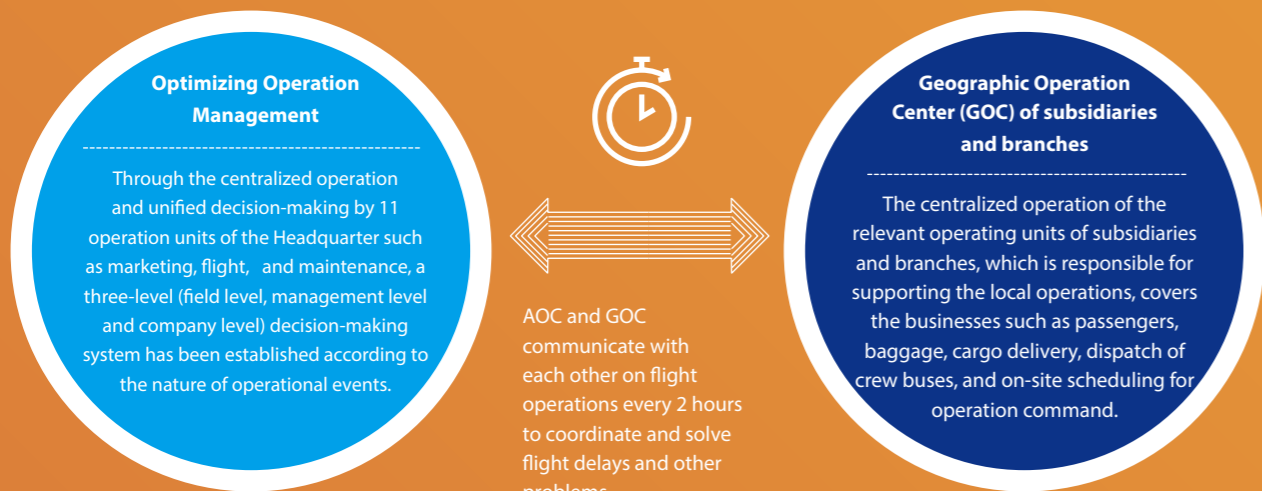 Optimizing Operation
Management
Through the centralized operation
and unified decision-making by 11
operation units of the Headquarter such
as marketing, flight, and maintenance, a
three-level (field level, management level
and company level) decision-making
system has been established according to
the nature of operational events.
AOC and GOC
communicate with
each other on flight
operations every 2 hours
to coordinate and solve
flight delays and other
problems
Geographic Operation
Center (GOC) of subsidiaries
and branches
The centralized operation of the
relevant operating units of subsidiaries
and branches, which is responsible for
supporting the local operations, covers
the businesses such as passengers,
baggage, cargo delivery, dispatch of
crew buses, and on-site scheduling for
operation command.